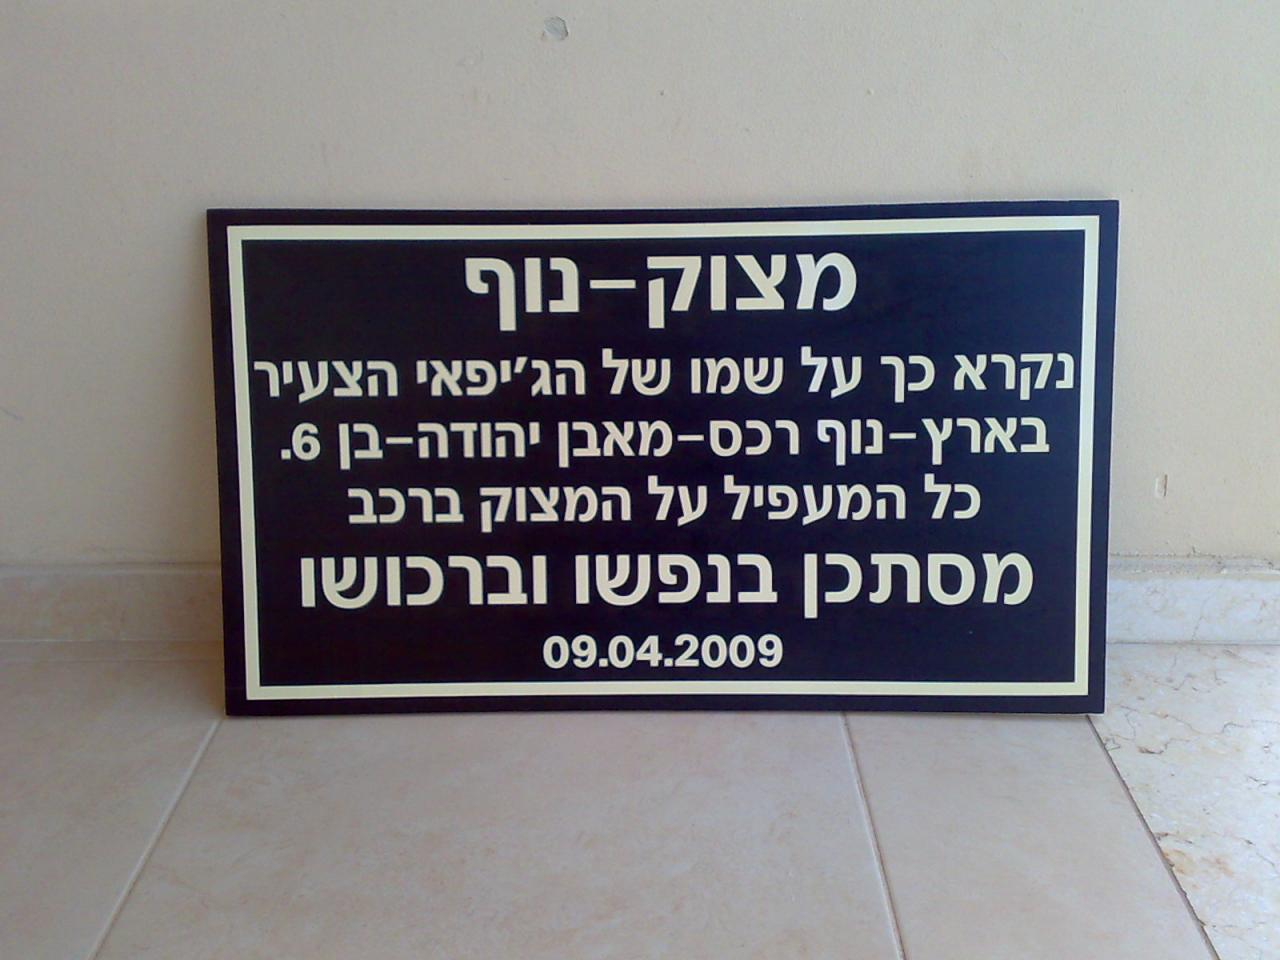 מצוק-נוף
נקרא כך על שמו של הג'יפאי הצעיר
בארץ-נוף רכס-מאבן יהודה-בן 6.
כל המעפיל על המצוק ברכב
מסתכן בנפשו וברכושו
09.04.2009